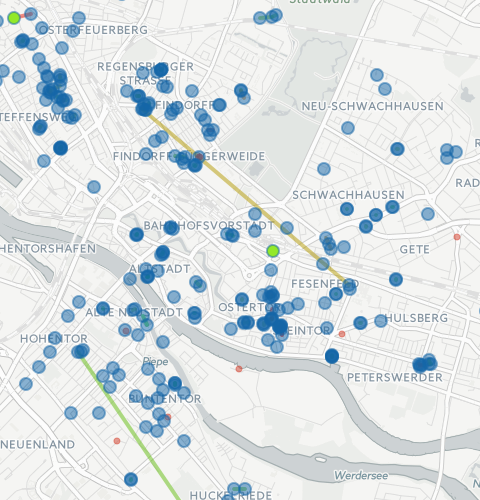 Stadtwald
OSTERFEUERBERG
REGENSBURGER
STRASSE
FINDORFF
NEU-SCHWACHHAUSEN
FINDORFF-BÜRGERWEIDE
SCHWACHHAUSEN
RAD
BAHNHOFSVORSTADT
HENTORSHAFEN
GETE
ALTSTADT
FESENFELD
ALTE NEUSTADT
OSTERTOR
HULSBERG
HOHENTOR
STEINTOR
Piepe
PETERSWERDER
BUNTENTOR
NEUENLAND
Werdersee
HUCKELRIEDE